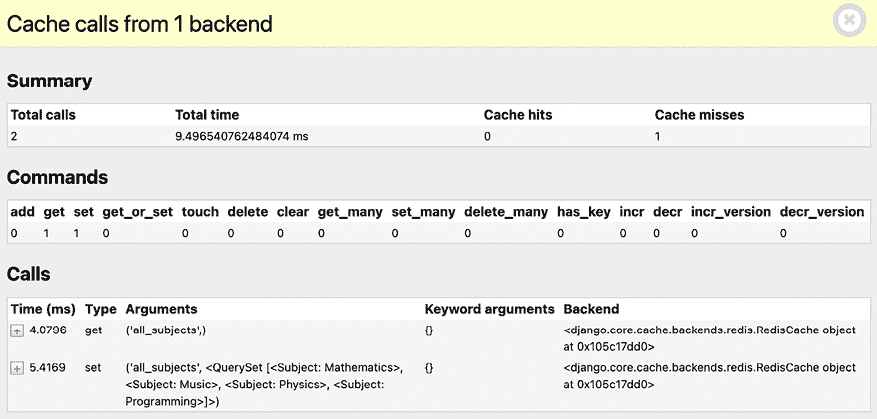 Cache calls from 1 backend
Summary
Total calls Total time Cache hits Cache misses
2 9.496540762484074 ms 0 1
Commands
add get set get_or_set touch delete clear get_many set_many delete_many has_key incr decr incr_version decr_version
0 1 1 0 0 0 0 0 0 0 0 0 0 0 0
Calls
Time (ms) Type Arguments Keyword arguments Backend
+ 4.0796 get ('all_subjects',) {} <django.core.cache.backends.redis.RedisCache object
at 0x105c17dd0>
+ 5.4169 set ('all_subjects', <QuerySet [<Subject: Mathematics>, {} <django.core.cache.backends.redis.RedisCache object
<Subject: Music>, <Subject: Physics>, <Subject: at 0x105c17dd0>
Programming>]>)